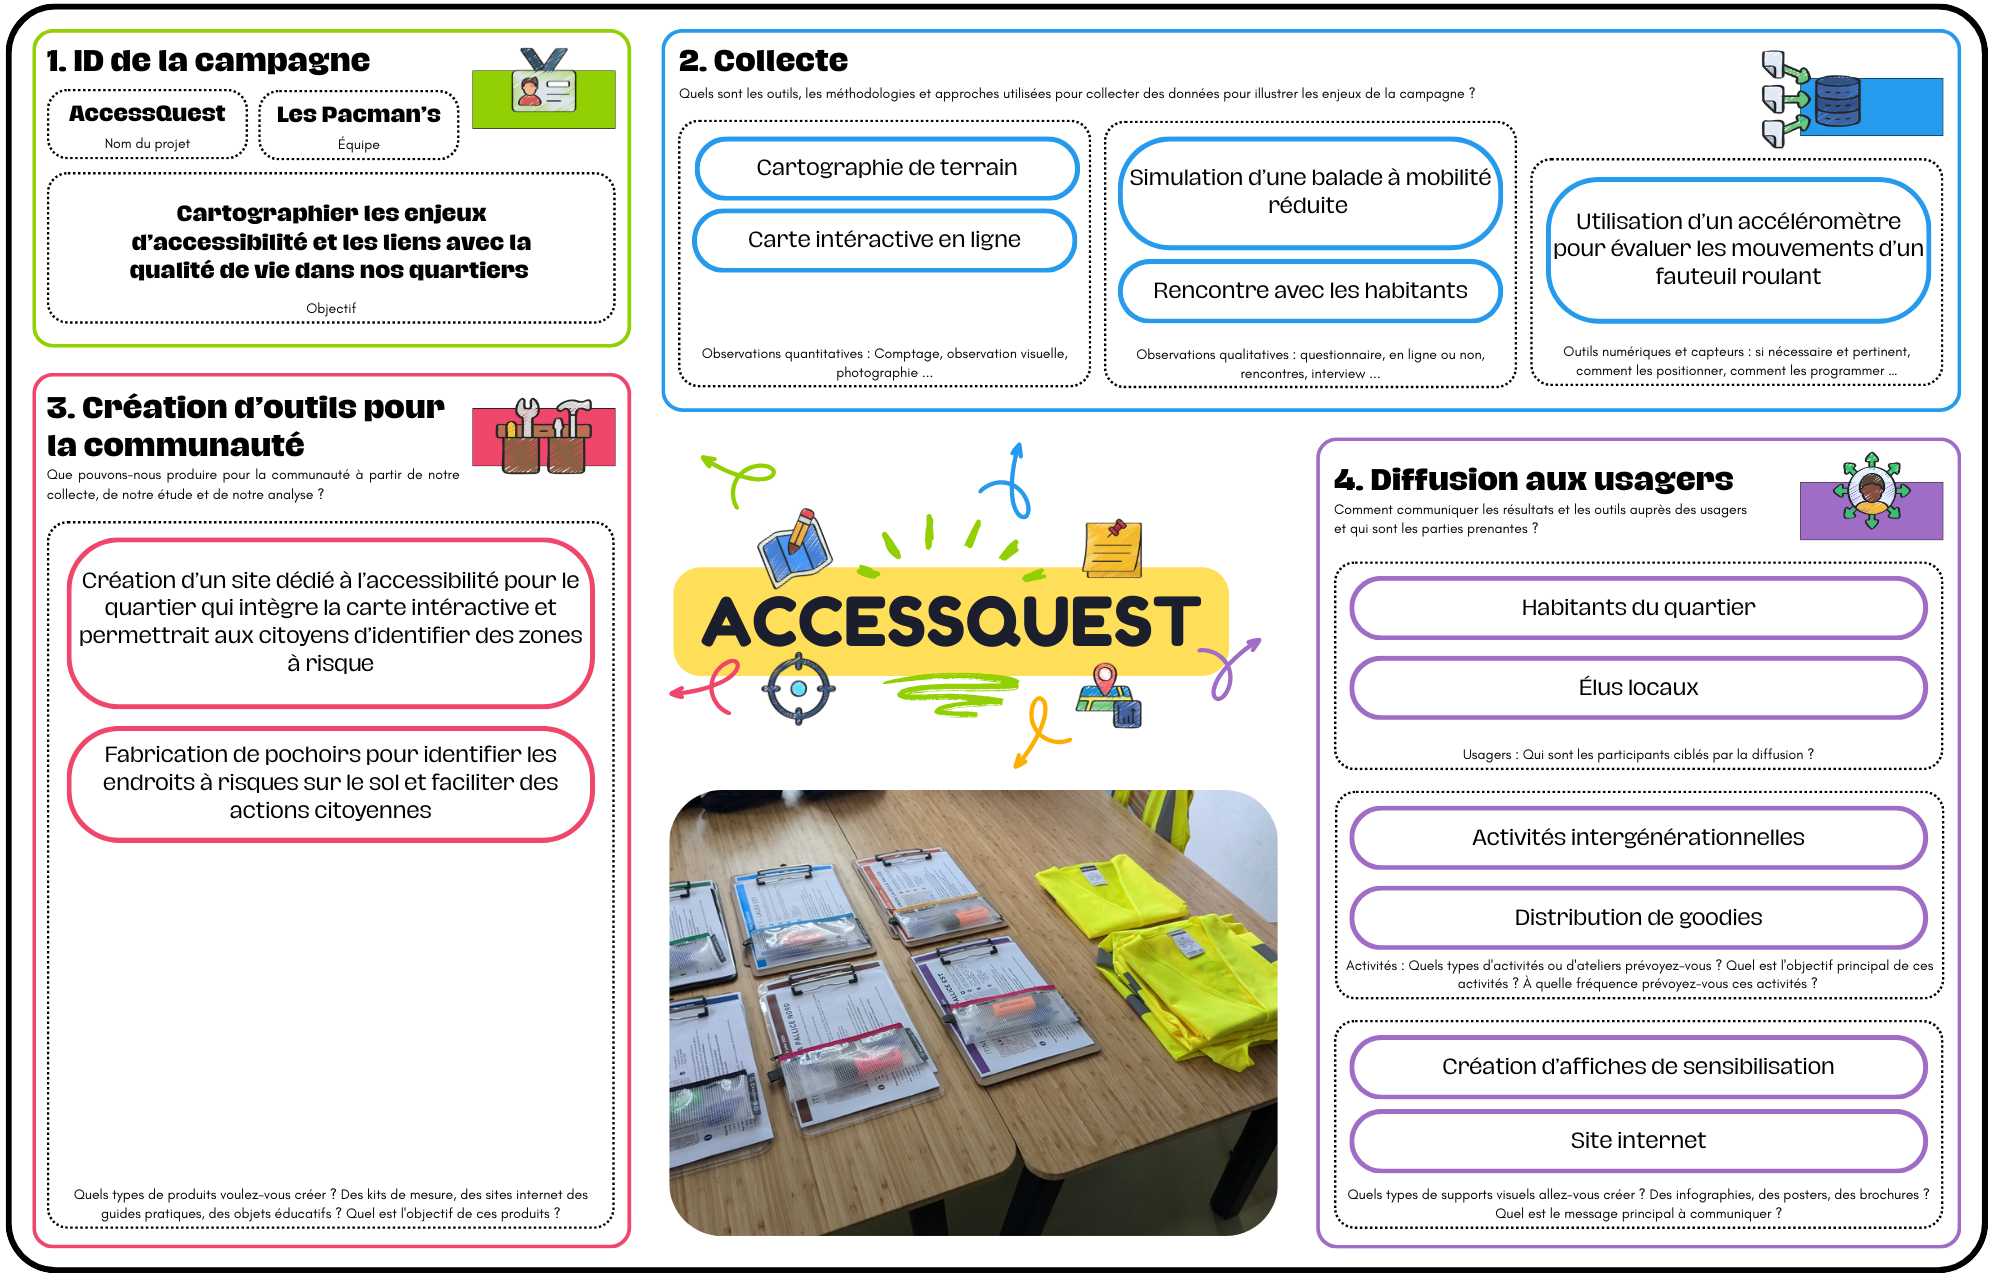 1. ID de la campagne
AccessQuest
Nom du projet
Les Pacman's
Équipe
Cartographier les enjeux
d'accessibilité et les liens avec la
qualité de vie dans nos quartiers
Objectif
2. Collecte
Quels sont les outils, les méthodologies et approches utilisées pour collecter des données pour illustrer les enjeux de la campagne ?
Cartographie de terrain
Carte intéractive en ligne
Observations quantitatives : Comptage, observation visuelle,
photographie ...
Simulation d'une balade à mobilité
réduite
Rencontre avec les habitants
Observations qualitatives : questionnaire, en ligne ou non,
rencontres, interview ...
Utilisation d'un accéléromètre
pour évaluer les mouvements d'un
fauteuil roulant
Outils numériques et capteurs : si nécessaire et pertinent,
comment les positionner, comment les programmer ...
3. Création d'outils pour
la communauté
Que pouvons-nous produire pour la communauté à partir de notre
collecte, de notre étude et de notre analyse ?
Création d'un site dédié à l'accessibilité pour le
quartier qui intègre la carte intéractive et
permettrait aux citoyens d'identifier des zones
à risque
Fabrication de pochoirs pour identifier les
endroits à risques sur le sol et faciliter des
actions citoyennes
Quels types de produits voulez-vous créer ? Des kits de mesure, des sites internet des
guides pratiques, des objets éducatifs ? Quel est l'objectif de ces produits ?
ACCESSQUEST
PALLICE NORD
PALLICE EST
4. Diffusion aux usagers
Comment communiquer les résultats et les outils auprès des usagers
et qui sont les parties prenantes ?
Habitants du quartier
Élus locaux
Usagers : Qui sont les participants ciblés par la diffusion ?
Activités intergénérationnelles
Distribution de goodies
Activités : Quels types d'activités ou d'ateliers prévoyez-vous ? Quel est l'objectif principal de ces
activités ? À quelle fréquence prévoyez-vous ces activités ?
Création d'affiches de sensibilisation
Site internet
Quels types de supports visuels allez-vous créer ? Des infographies, des posters, des brochures ?
Quel est le message principal à communiquer ?